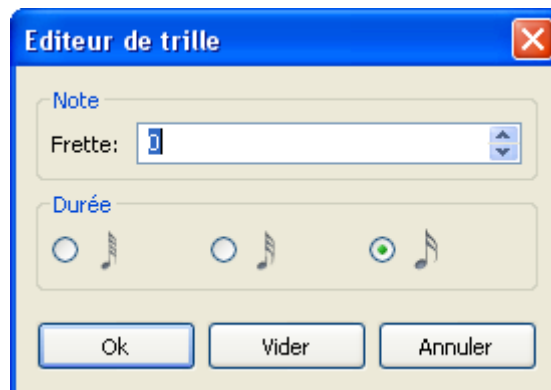 Editeur de trille
Note
Frette: 0
Durée
Ok Vider Annuler